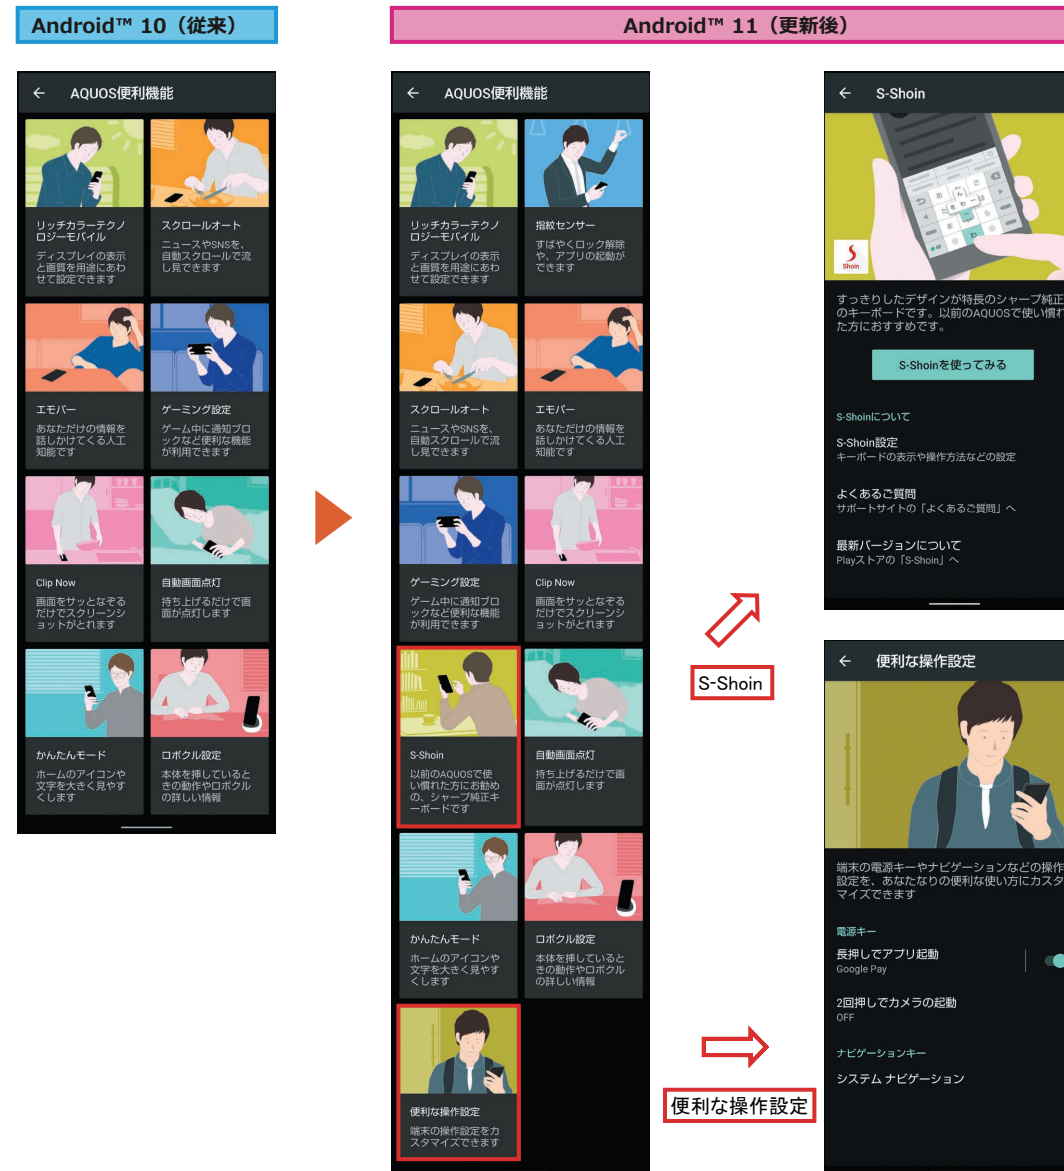 Android™ 10（従来）
Android™ 11（更新後）
AQUOS便利機能
リッチカラーテクノ
ロジーモバイル
ディスプレイの表示
と画質を用途にあわ
せて設定できます
スクロールオート
ニュースやSNSを、
自動スクロールで流
し見できます
エモパー
あなただけの情報を
話しかけてくる人工
知能です
ゲーミング設定
ゲーム中に通知ブロ
ックなど便利な機能
が利用できます
Clip Now
画面をサッとなぞる
だけでスクリーンシ
ョットがとれます
自動画面点灯
持ち上げるだけで画
面が点灯します
かんたんモード
ホームのアイコンや
文字を大きく見やす
くします
ロボクル設定
本体を挿していると
きの動作やロボクル
の詳しい情報
AQUOS便利機能
リッチカラーテクノ
ロジーモバイル
ディスプレイの表示
と画質を用途にあわ
せて設定できます
指紋センサー
すばやくロック解除
や、アプリの起動が
できます
スクロールオート
ニュースやSNSを、
自動スクロールで流
し見できます
エモパー
あなただけの情報を
話しかけてくる人工
知能です
ゲーミング設定
ゲーム中に通知ブロ
ックなど便利な機能
が利用できます
Clip Now
画面をサッとなぞる
だけでスクリーンシ
ョットがとれます
S-Shoin
以前のAQUOSで使
い慣れた方にお勧め
の、シャープ純正キ
ーボードです
自動画面点灯
持ち上げるだけで画
面が点灯します
かんたんモード
ホームのアイコンや
文字を大きく見やす
くします
ロボクル設定
本体を挿していると
きの動作やロボクル
の詳しい情報
便利な操作設定
端末の操作設定をカ
スタマイズできます
S-Shoin
便利な操作設定
S-Shoin
Shoin
すっきりしたデザインが特長のシャープ純正
のキーボードです。以前のAQUOSで使い慣れ
た方におすすめです。
S-Shoinを使ってみる
S-Shoinについて
S-Shoin設定
キーボードの表示や操作方法などの設定
よくあるご質問
サポートサイトの「よくあるご質問」へ
最新バージョンについて
Playストアの「S-Shoin」へ
便利な操作設定
端末の電源キーやナビゲーションなどの操作
設定を、あなたなりの便利な使い方にカスタ
マイズできます
電源キー
長押しでアプリ起動
Google Pay
2回押しでカメラの起動
OFF
ナビゲーションキー
システム ナビゲーション